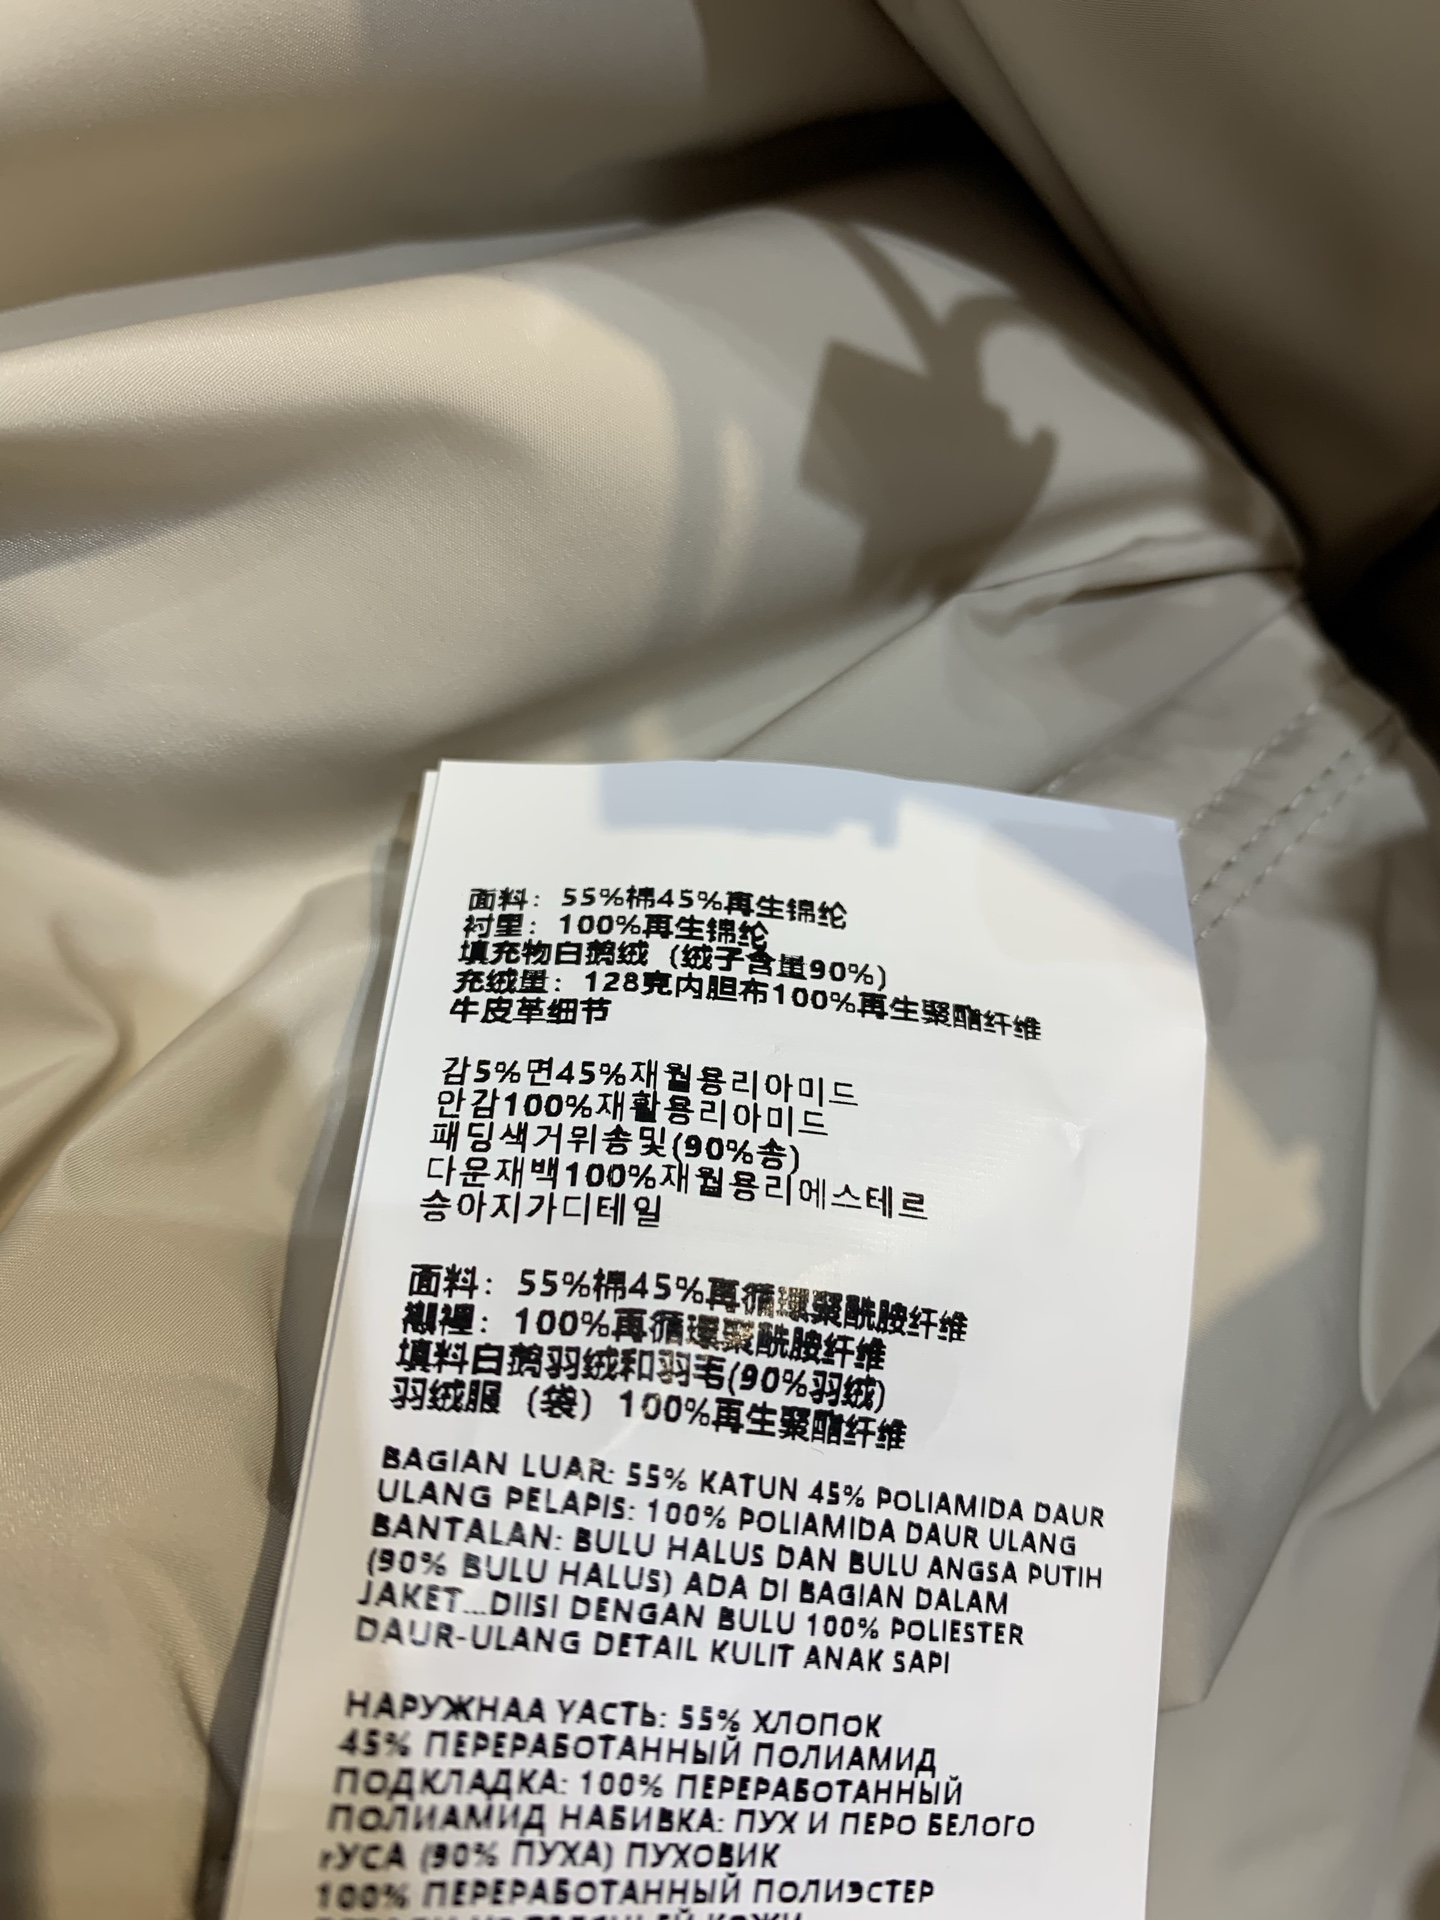 面料：55%棉45%再生锦纶
衬里：100%再生锦纶
填充物白鹅绒（绒子含量90%）
充绒量：128克内胆布100%再生聚酯纤维
牛皮革细节
감5%면45%재월용리아미드
안감100%재활용리아미드
패딩색거위송및(90%송)
다운재백100%재월용리에스테르
송아지가디테일
面料：55%棉45%再循環聚酰胺纤维
襯裡：100%再循環聚酰胺纤维
填料白鹅羽绒和羽毛(90%羽绒)
羽绒服（袋）100%再生聚酯纤维
BAGIAN LUAR: 55% KATUN 45% POLIAMIDA DAUR
ULANG PELAPIS: 100% POLIAMIDA DAUR ULANG
BANTALAN: BULU HALUS DAN BULU ANGSA PUTIH
(90% BULU HALUS) ADA DI BAGIAN DALAM
JAKET...DIISI DENGAN BULU 100% POLIESTER
DAUR-ULANG DETAIL KULIT ANAK SAPI
НАРУЖНАА YАСТЬ: 55% ХЛОПОК
45% ПЕРЕРАБОТАННЫЙ ПОЛИАМИД
ПОДКЛАДКА: 100% ПЕРЕРАБОТАННЫЙ
ПОЛИАМИД НАБИВКА: ПУХ И ПЕРО БЕЛОГО
гУСА (90% ПУХА) ПУХОВИК
100% ПЕРЕРАБОТАННЫЙ ПОЛИЭСТЕР
КОЖИ